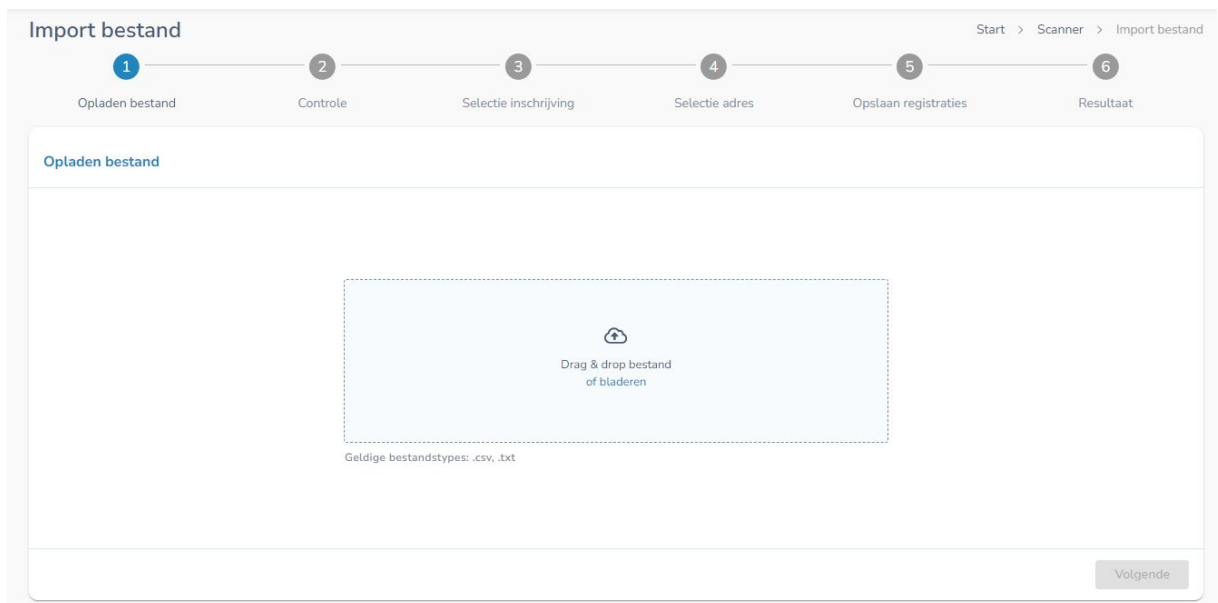 Import bestand
Start > Scanner > Import bestand
1 2 3 4 5 6
Opladen bestand Controle Selectie inschrijving Selectie adres Opslaan registraties Resultaat
Opladen bestand
Drag & drop bestand
of bladeren
Geldige bestandstypes: .csv, .txt
Volgende